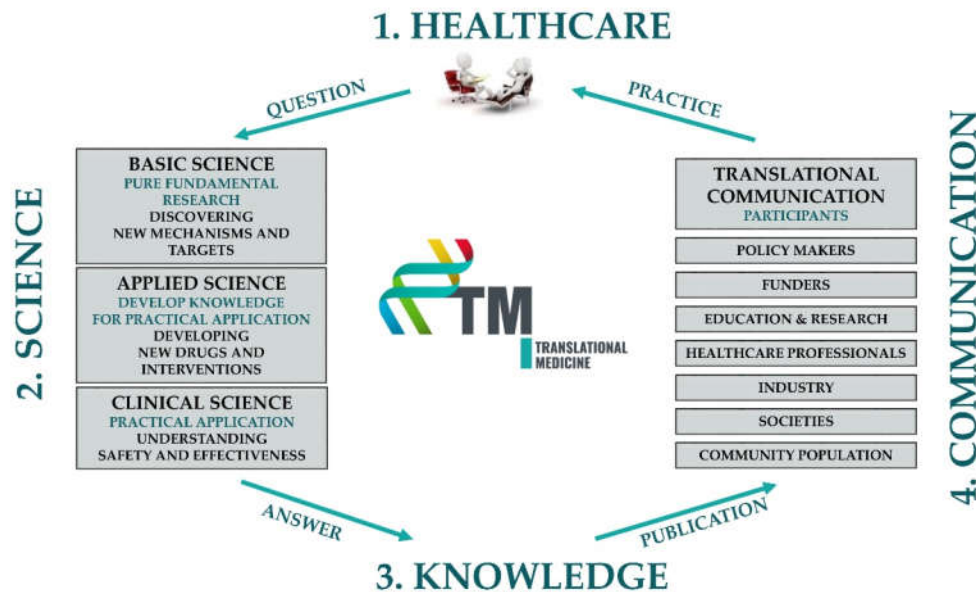 1. HEALTHCARE
QUESTION
PRACTICE
2. SCIENCE
BASIC SCIENCE
PURE FUNDAMENTAL
RESEARCH
DISCOVERING
NEW MECHANISMS AND
TARGETS
APPLIED SCIENCE
DEVELOP KNOWLEDGE
FOR PRACTICAL APPLICATION
DEVELOPING
NEW DRUGS AND
INTERVENTIONS
CLINICAL SCIENCE
PRACTICAL APPLICATION
UNDERSTANDING
SAFETY AND EFFECTIVENESS
TM
TRANSLATIONAL
MEDICINE
TRANSLATIONAL
COMMUNICATION
PARTICIPANTS
POLICY MAKERS
FUNDERS
EDUCATION & RESEARCH
HEALTHCARE PROFESSIONALS
INDUSTRY
SOCIETIES
COMMUNITY POPULATION
4. COMMUNICATION
ANSWER
PUBLICATION
3. KNOWLEDGE